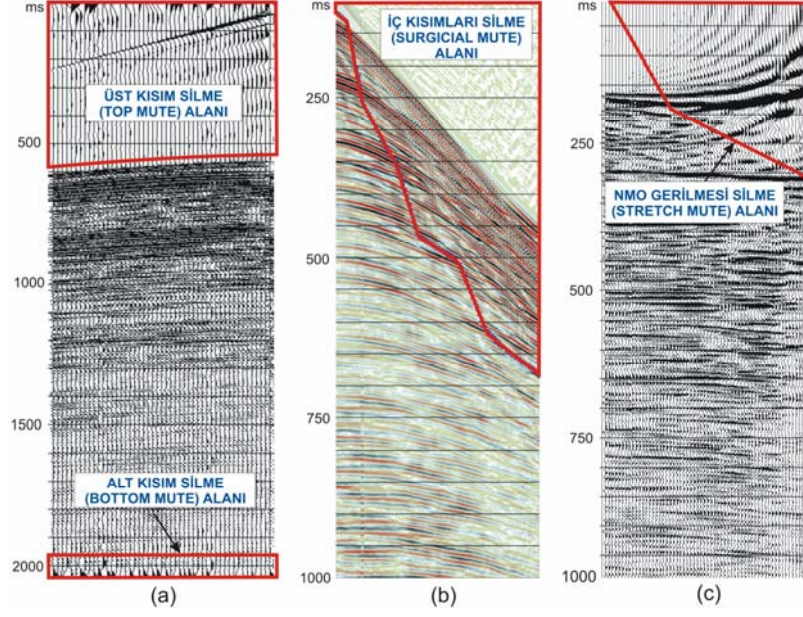 ms
500
1000
1500
2000
ÜST KISIM SİLME
(TOP MUTE) ALANI
ALT KISIM SİLME
(BOTTOM MUTE) ALANI
(a)
ms
250
500
750
1000
İÇ KISIMLARI SİLME
(SURGICIAL MUTE)
ALANI
(b)
ms
250
500
750
1000
NMO GERİLMESİ SİLME
(STRETCH MUTE) ALANI
(c)